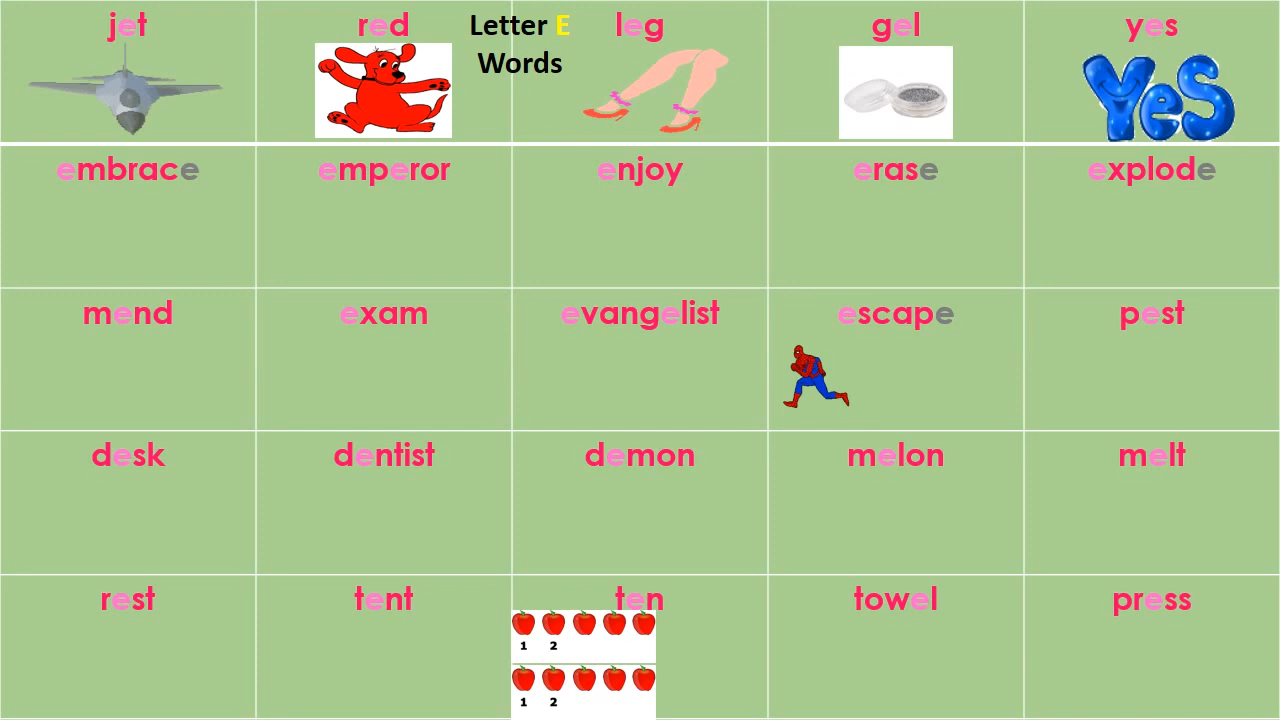 jet red Letter E leg gel yes
Words
YeS
embrace emperor enjoy erase explode
mend exam evangelist escape pest
desk dentist demon melon melt
rest tent ten towel press
1 2
1 2